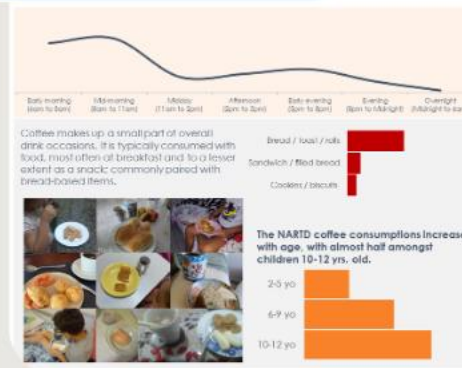 Early morning Mid-morning Midday Afternoon Early evening Evening Overnight
(6am to 8am) (8am to 11am) (11am to 2pm) (2pm to 5pm) (5pm to 8pm) (8pm to Midnight) (Midnight to
Coffee makes up a small part of overall
drink occasions. It is typically consumed with
food, most often at breakfast and to a lesser
extent as a snack; commonly paired with
bread-based items.
Bread / toast / rolls
Sandwich / filled bread
Cookies / biscuits
The NARTD coffee consumptions increase
with age, with almost half amongst
children 10-12 yrs. old.
2-5 yo
6-9 yo
10-12 yo